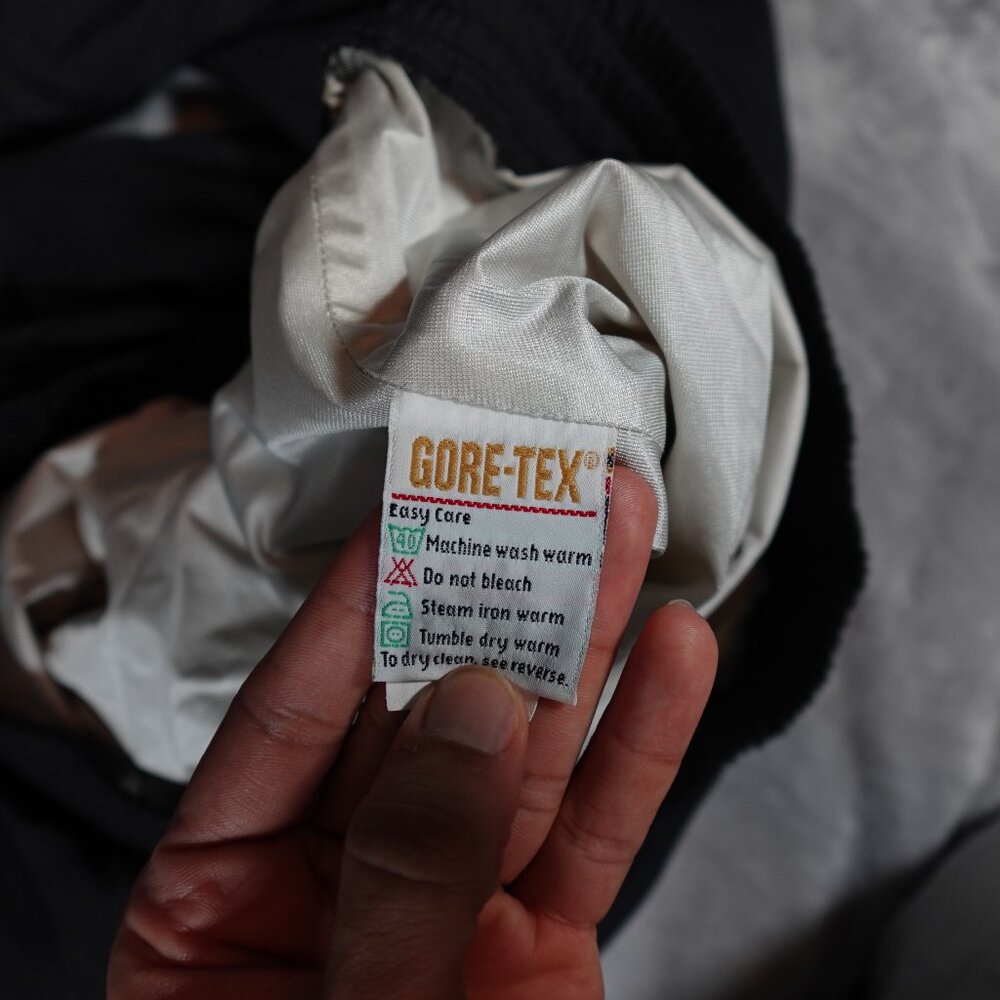 GORE-TEX®
Easy Care
40 Machine wash warm
Do not bleach
Steam iron warm
Tumble dry warm
To dry clean, see reverse.